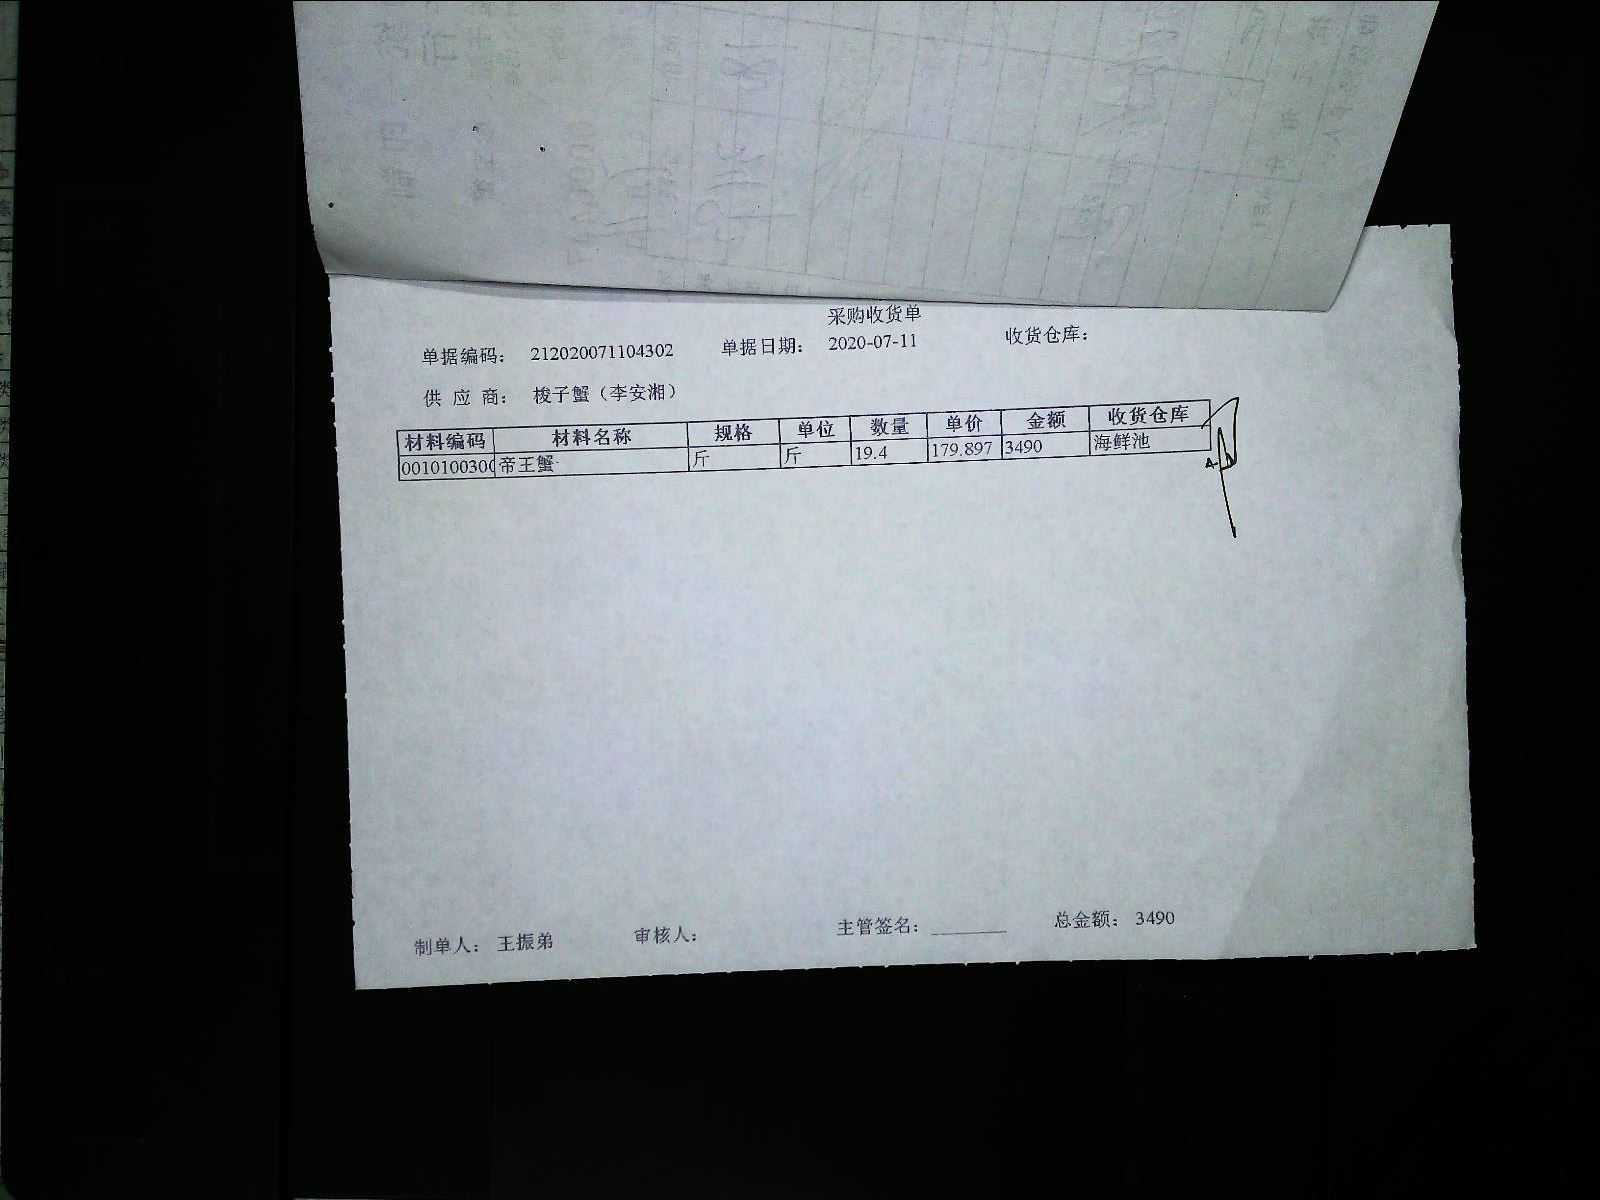 采购收货单
单据编码： 212020071104302 单据日期： 2020-07-11 收货仓库：
供 应 商： 梭子蟹（李安湘）
材料编码 材料名称 规格 单位 数量 单价 金额 收货仓库
0010100300 帝王蟹 斤 斤 19.4 179.897 3490 海鲜池
制单人： 王振弟 审核人： 主管签名： 总金额： 3490